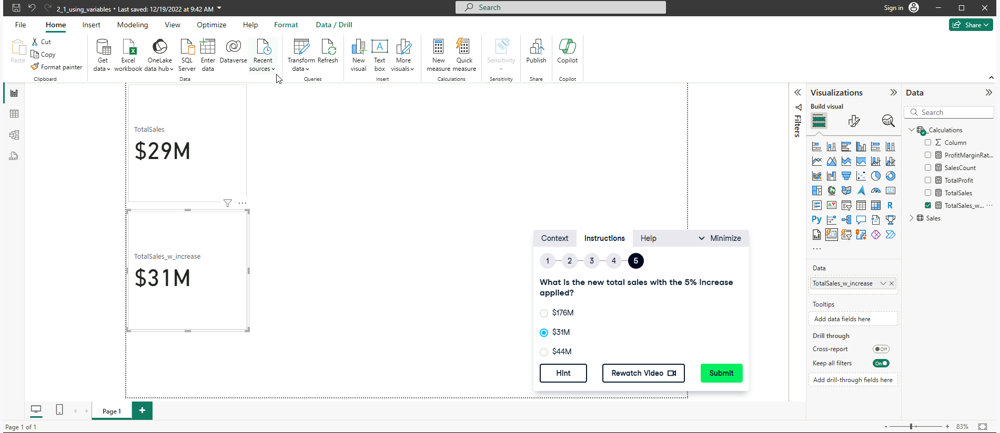 2_1_using_variables • Last saved: 12/19/2022 at 9:42 AM
Search
Sign in
File
Home
Insert
Modeling
View
Optimize
Help
Format
Data / Drill
Share
Paste
Cut
Copy
Format painter
Clipboard
Get data
Excel workbook
OneLake data hub
SQL Server
Enter data
Dataverse
Recent sources
Data
Transform data
Refresh
Queries
New visual
Text box
More visuals
Insert
New measure
Quick measure
Calculations
Sensitivity
Sensitivity
Publish
Share
Copilot
Copilot
TotalSales
$29M
TotalSales_w_increase
$31M
Context
Instructions
Help
Minimize
1
2
3
4
5
What is the new total sales with the 5% increase
applied?
$176M
$31M
$44M
Hint
Rewatch Video
Submit
Filters
Visualizations
Build visual
123
R
Py
123
...
Data
TotalSales_w_increase
Tooltips
Add data fields here
Drill through
Cross-report
Off
Keep all filters
On
Add drill-through fields here
Data
Search
_Calculations
Column
ProfitMarginRat...
SalesCount
TotalProfit
TotalSales
TotalSales_w...
Sales
DAX
Page 1
Page 1 of 1
- +
83%